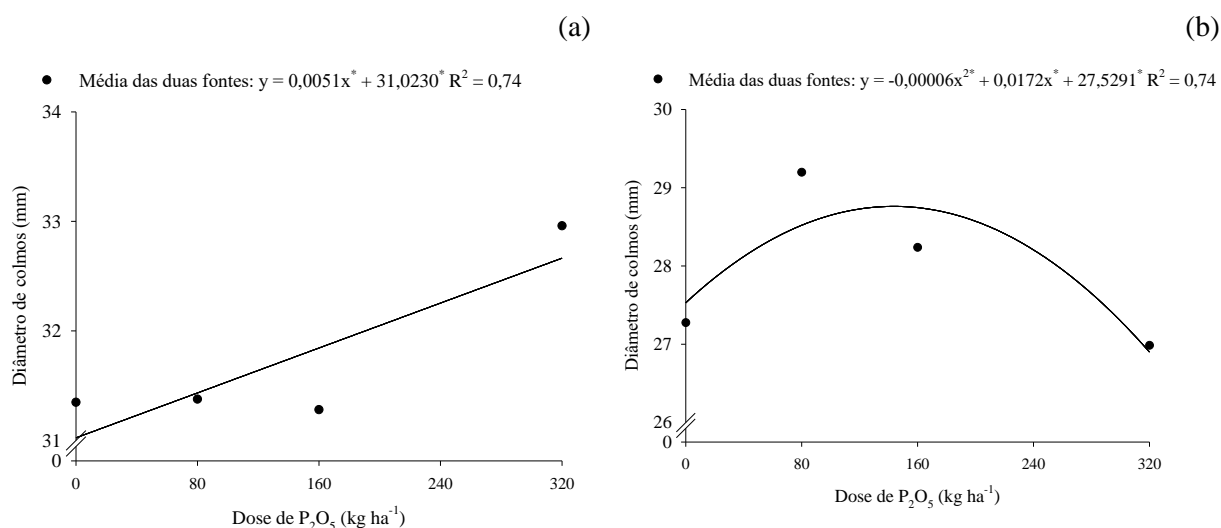 (a)
Média das duas fontes: y = 0,0051x* + 31,0230* R² = 0,74
34
33
32
31
0
Diâmetro de colmos (mm)
0 80 160 240 320
Dose de P₂O₅ (kg ha⁻¹)
(b)
Média das duas fontes: y = -0,00006x²* + 0,0172x* + 27,5291* R² = 0,74
30
29
28
27
26
0
Diâmetro de colmos (mm)
0 80 160 240 320
Dose de P₂O₅ (kg ha⁻¹)